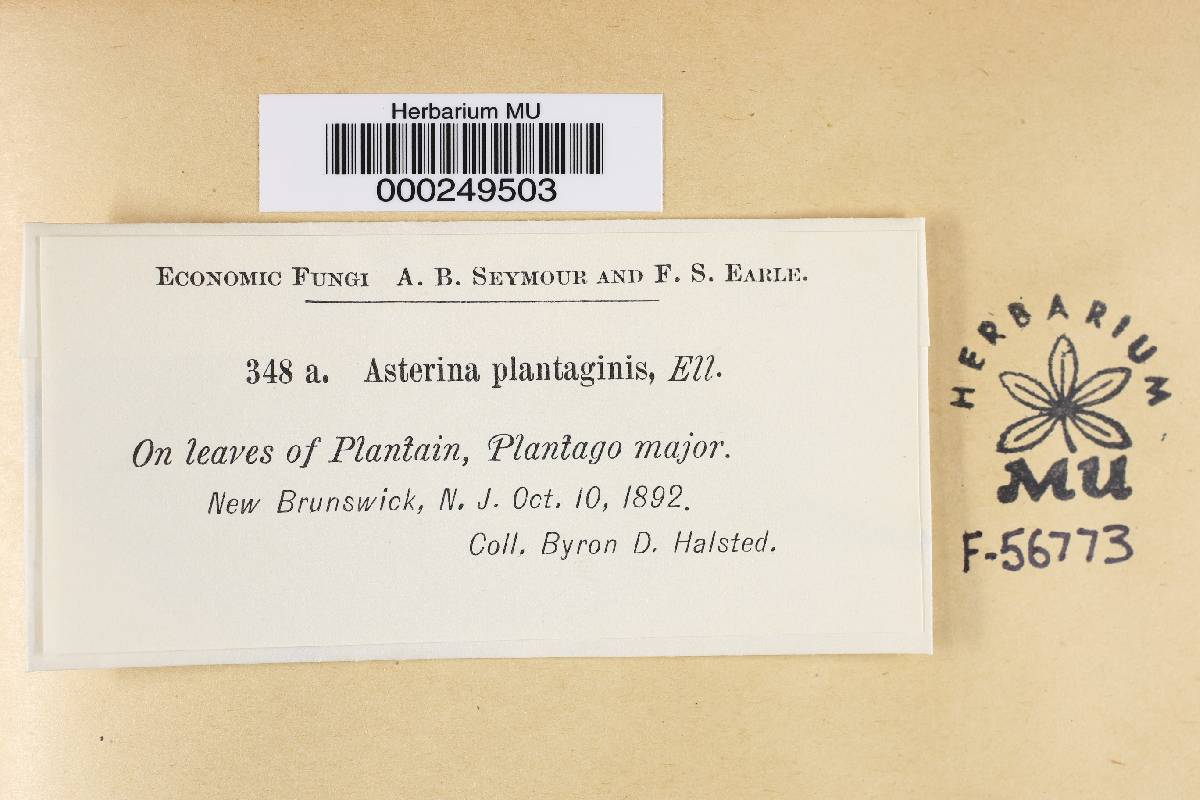 Herbarium MU
000249503
Economic Fungi A. B. Seymour and F. S. Earle.
348 a. Asterina plantaginis, Ell.
On leaves of Plantain, Plantago major.
New Brunswick, N. J. Oct. 10, 1892.
Coll. Byron D. Halsted.
HERBARIUM
MU
F-56773